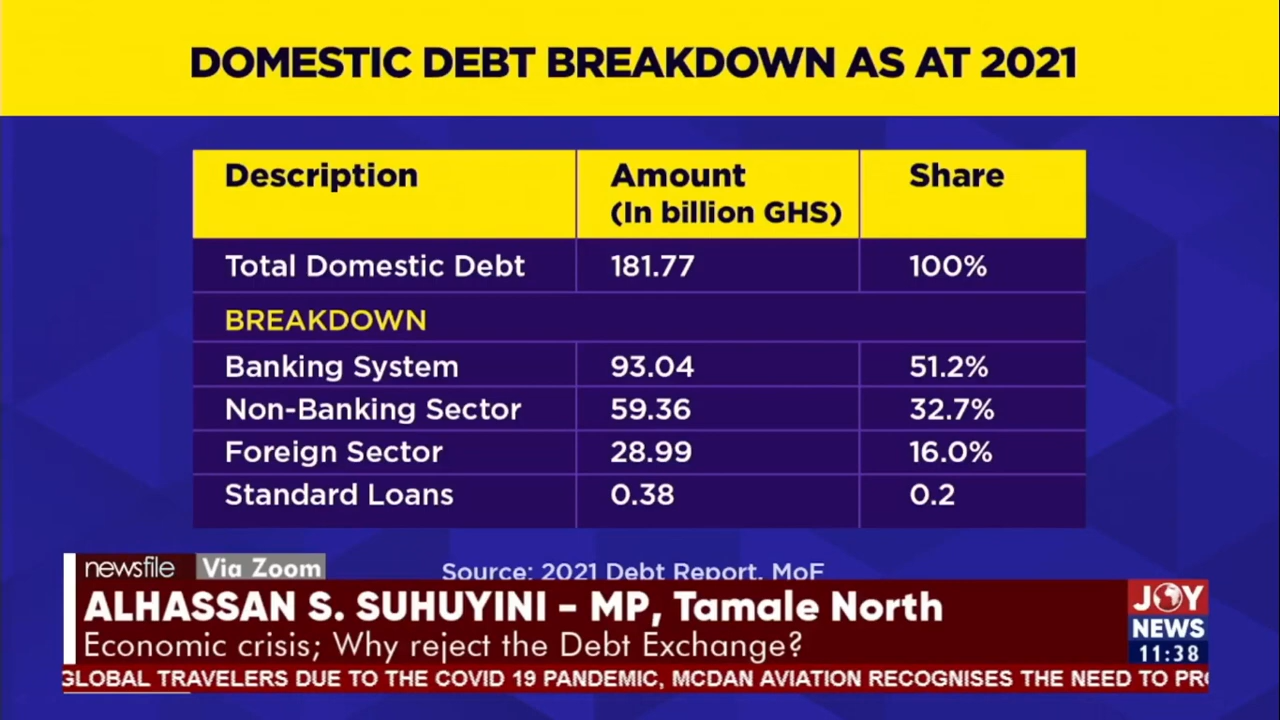 DOMESTIC DEBT BREAKDOWN AS AT 2021
Description Amount Share
(In billion GHS)
Total Domestic Debt 181.77 100%
BREAKDOWN
Banking System 93.04 51.2%
Non-Banking Sector 59.36 32.7%
Foreign Sector 28.99 16.0%
Standard Loans 0.38 0.2
newsfile Via Zoom
Source: 2021 Debt Report, MoF
ALHASSAN S. SUHUYINI - MP, Tamale North
Economic crisis; Why reject the Debt Exchange?
JOY
NEWS
11:38
GLOBAL TRAVELERS DUE TO THE COVID 19 PANDEMIC, MCDAN AVIATION RECOGNISES THE NEED TO PR